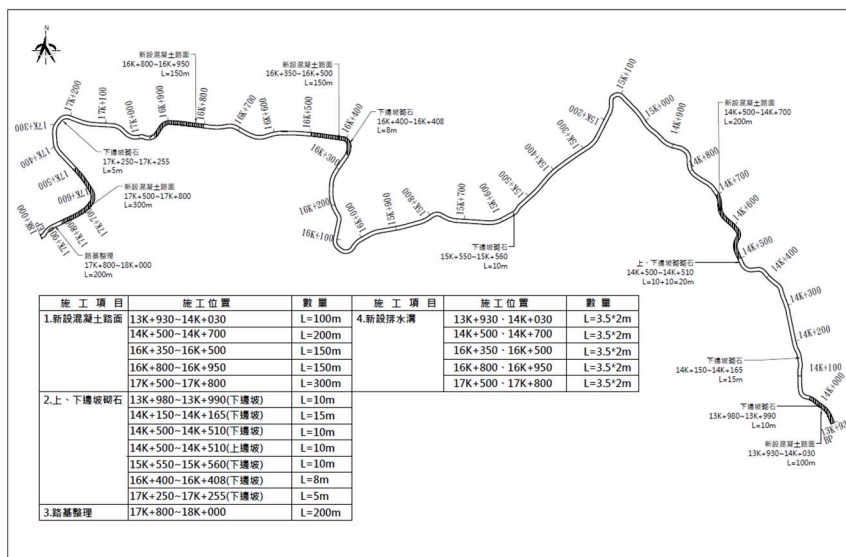 N
新設混凝土路面
16K+800~16K+950
L=150m
新設混凝土路面
16K+350~16K+500
L=150m
下邊坡砌石
16K+400~16K+408
L=8m
新設混凝土路面
14K+500~14K+700
L=200m
下邊坡砌石
17K+250~17K+255
L=5m
新設混凝土路面
17K+500~17K+800
L=300m
路基整理
17K+800~18K+000
L=200m
下邊坡砌石
15K+550~15K+560
L=10m
上、下邊坡砌石
14K+500~14K+510
L=10+10=20m
下邊坡砌石
14K+150~14K+165
L=15m
下邊坡砌石
13K+980~13K+990
L=10m
新設混凝土路面
13K+930~14K+030
L=100m
18K+000
EP
17K+800
17K+600
17K+500
17K+400
17K+300
17K+200
17K+100
17K+000
16K+900
16K+800
16K+700
16K+600
16K+500
16K+400
16K+300
16K+200
16K+100
16K+000
15K+900
15K+800
15K+700
15K+600
15K+500
15K+400
15K+300
15K+200
15K+100
15K+000
14K+900
14K+800
14K+700
14K+600
14K+500
14K+400
14K+300
14K+200
14K+100
14K+000
BP
施工項目 施工位置 數量 施工位置 數量
1.新設混凝土路面 13K+930~14K+030 L=100m 4.新設排水溝 13K+930、14K+030 L=3.5*2m
14K+500~14K+700 L=200m 14K+500、14K+700 L=3.5*2m
16K+350~16K+500 L=150m 16K+350、16K+500 L=3.5*2m
16K+800~16K+950 L=150m 16K+800、16K+950 L=3.5*2m
17K+500~17K+800 L=300m 17K+500、17K+800 L=3.5*2m
2.上、下邊坡砌石 13K+980~13K+990(下邊坡) L=10m
14K+150~14K+165(下邊坡) L=15m
14K+500~14K+510(下邊坡) L=10m
14K+500~14K+510(上邊坡) L=10m
15K+550~15K+560(下邊坡) L=10m
16K+400~16K+408(下邊坡) L=8m
17K+250~17K+255(下邊坡) L=5m
3.路基整理 17K+800~18K+000 L=200m